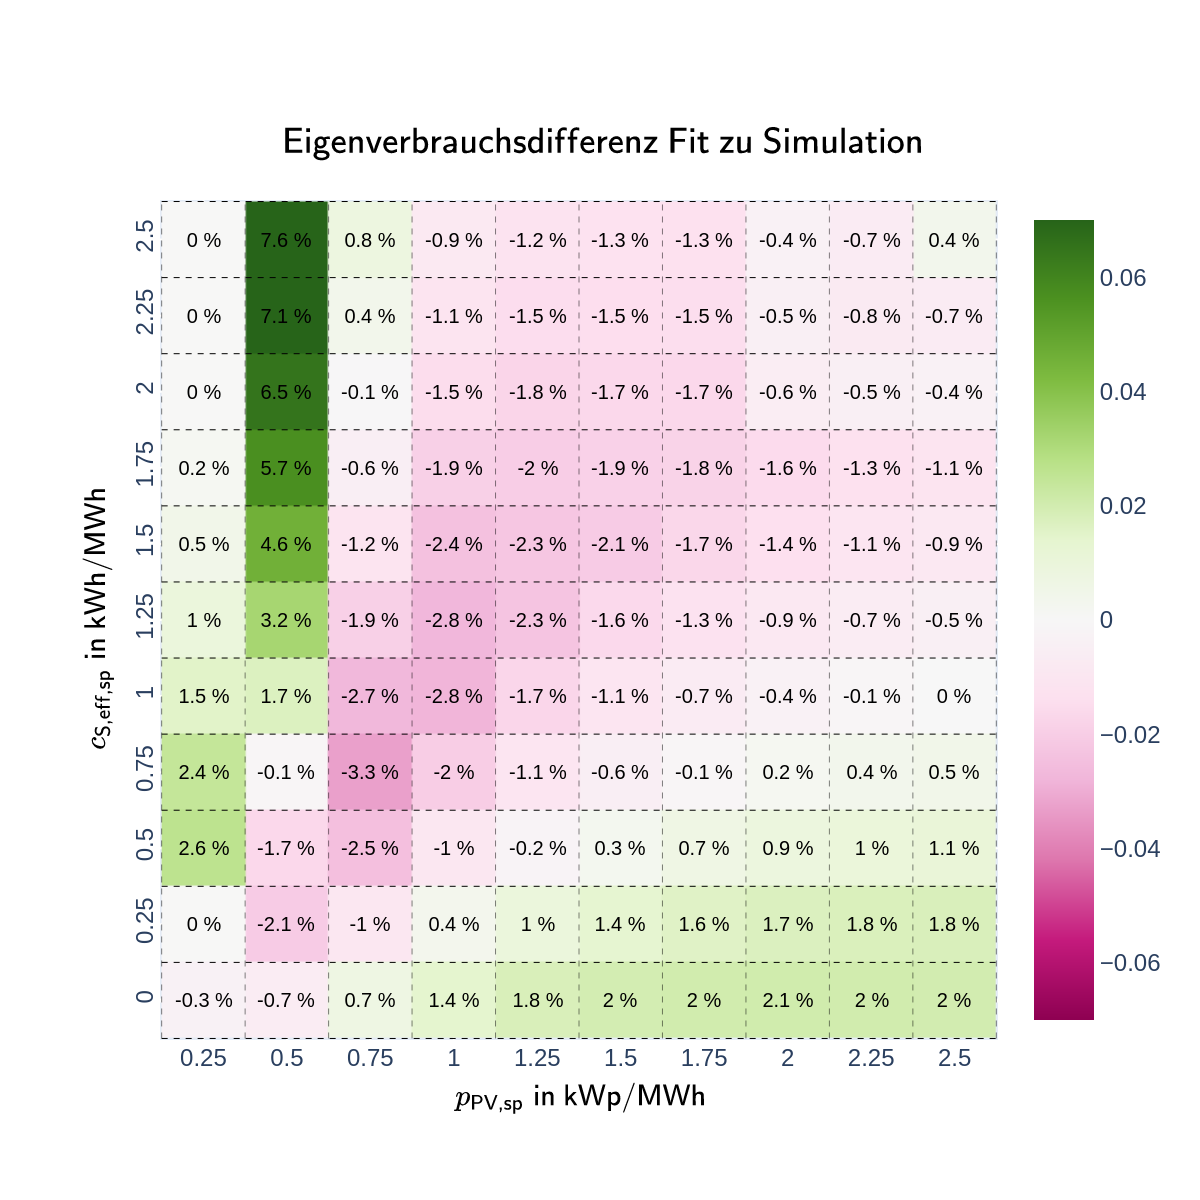 Eigenverbrauchsdifferenz Fit zu Simulation
2.5 0 % 7.6 % 0.8 % -0.9 % -1.2 % -1.3 % -1.3 % -0.4 % -0.7 % 0.4 %
2.25 0 % 7.1 % 0.4 % -1.1 % -1.5 % -1.5 % -1.5 % -0.5 % -0.8 % -0.7 %
2 0 % 6.5 % -0.1 % -1.5 % -1.8 % -1.7 % -1.7 % -0.6 % -0.5 % -0.4 %
1.75 0.2 % 5.7 % -0.6 % -1.9 % -2 % -1.9 % -1.8 % -1.6 % -1.3 % -1.1 %
1.5 0.5 % 4.6 % -1.2 % -2.4 % -2.3 % -2.1 % -1.7 % -1.4 % -1.1 % -0.9 %
1.25 1 % 3.2 % -1.9 % -2.8 % -2.3 % -1.6 % -1.3 % -0.9 % -0.7 % -0.5 %
1 1.5 % 1.7 % -2.7 % -2.8 % -1.7 % -1.1 % -0.7 % -0.4 % -0.1 % 0 %
0.75 2.4 % -0.1 % -3.3 % -2 % -1.1 % -0.6 % -0.1 % 0.2 % 0.4 % 0.5 %
0.5 2.6 % -1.7 % -2.5 % -1 % -0.2 % 0.3 % 0.7 % 0.9 % 1 % 1.1 %
0.25 0 % -2.1 % -1 % 0.4 % 1 % 1.4 % 1.6 % 1.7 % 1.8 % 1.8 %
0 -0.3 % -0.7 % 0.7 % 1.4 % 1.8 % 2 % 2 % 2.1 % 2 % 2 %
0.25 0.5 0.75 1 1.25 1.5 1.75 2 2.25 2.5
p_PV,sp in kWp/MWh
c_S,eff,sp in kWh/MWh
0.06
0.04
0.02
0
−0.02
−0.04
−0.06